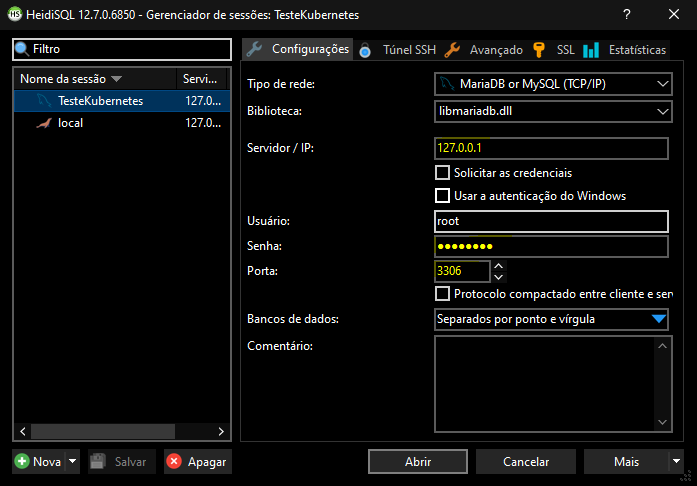 HeidiSQL 12.7.0.6850 - Gerenciador de sessões: TesteKubernetes
Filtro
Nome da sessão Servi...
TesteKubernetes 127.0...
local 127.0...
Nova Salvar Apagar
Configurações Túnel SSH Avançado SSL Estatísticas
Tipo de rede: MariaDB or MySQL (TCP/IP)
Biblioteca: libmariadb.dll
Servidor / IP: 127.0.0.1
Solicitar as credenciais
Usar a autenticação do Windows
Usuário: root
Senha: ●●●●●●●●
Porta: 3306
Protocolo compactado entre cliente e serv
Bancos de dados: Separados por ponto e vírgula
Comentário:
Abrir Cancelar Mais